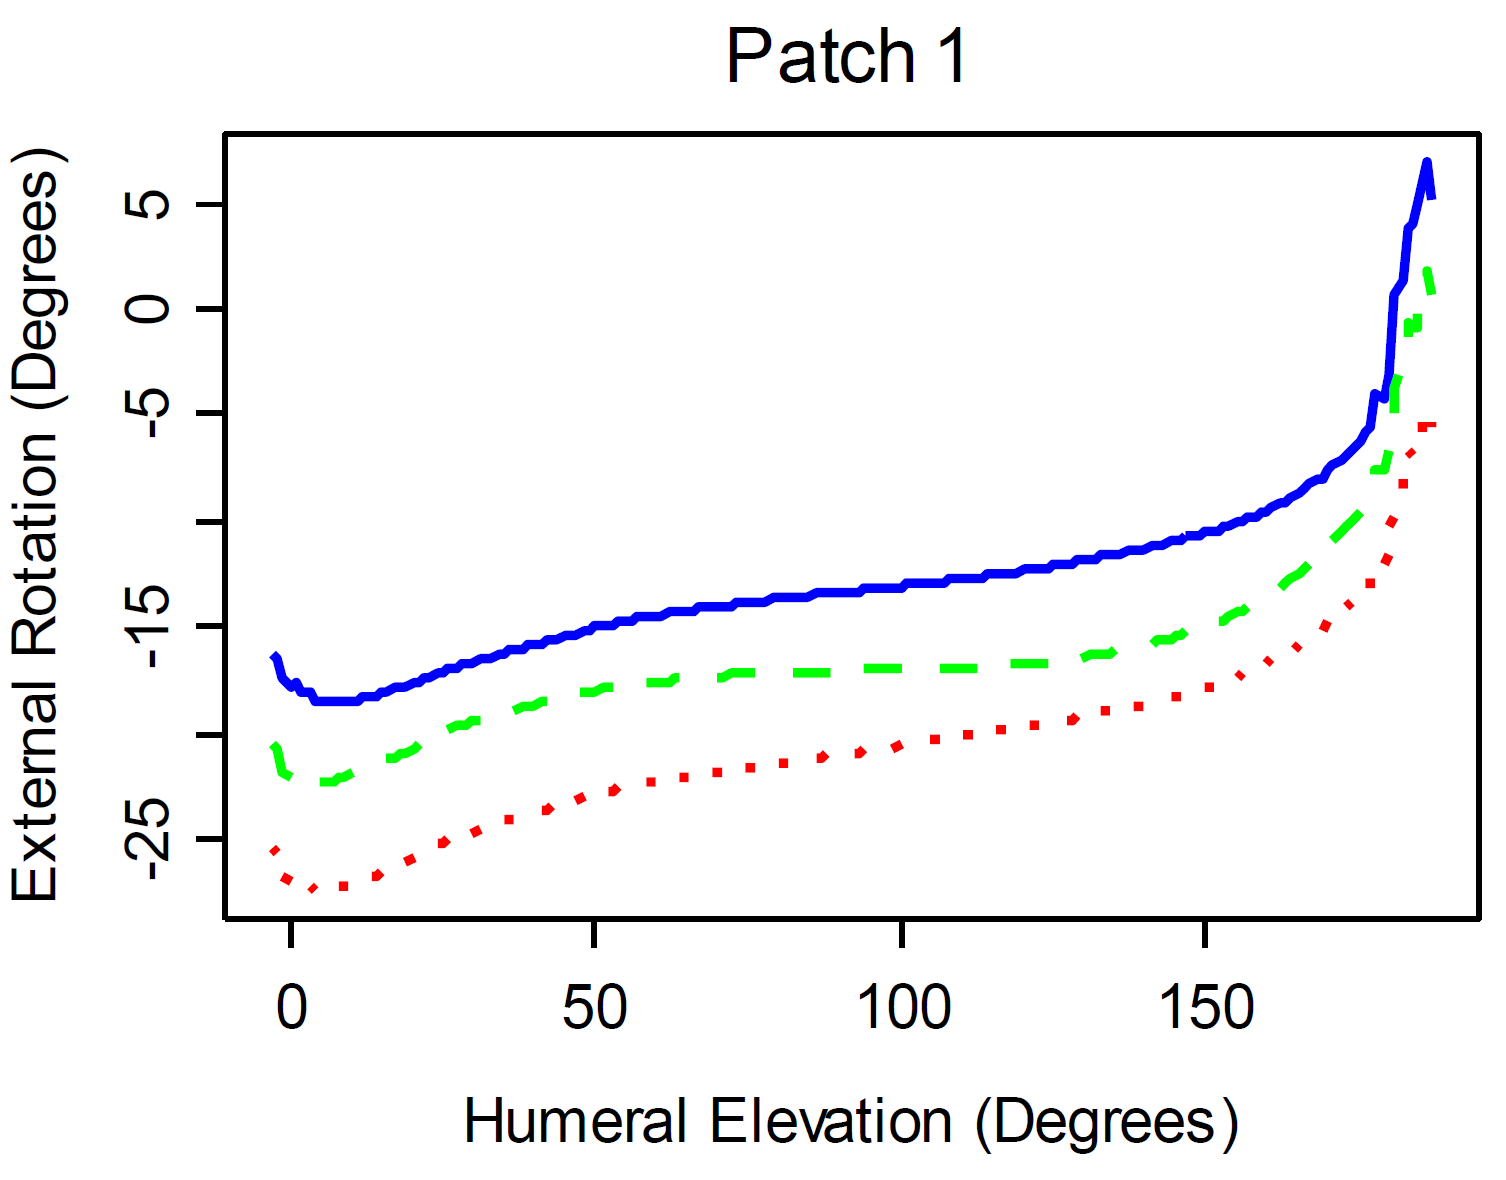 Patch 1
External Rotation (Degrees)
5
0
-5
-15
-25
0 50 100 150
Humeral Elevation (Degrees)